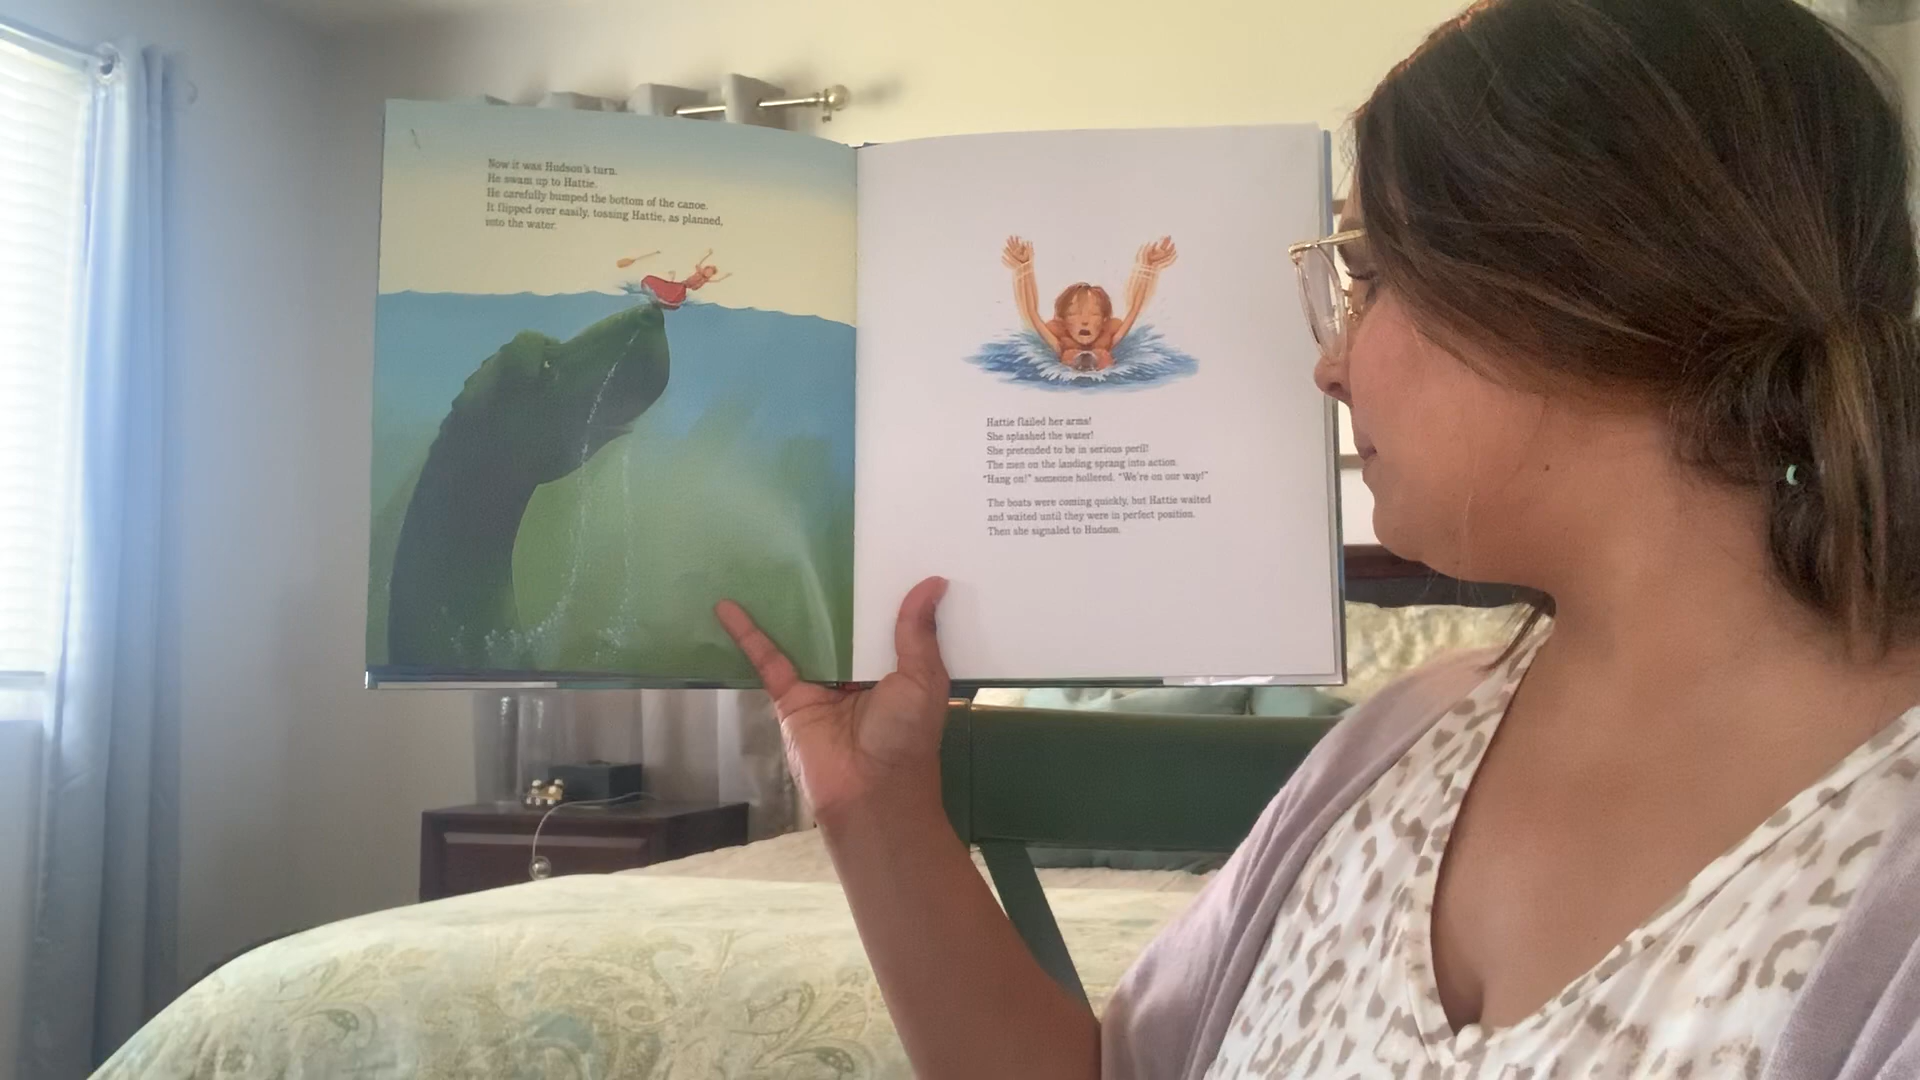 Now it was Hudson's turn.
He swam up to Hattie.
He carefully bumped the bottom of the canoe.
It flipped over easily, tossing Hattie, as planned,
into the water.
Hattie flailed her arms!
She splashed the water!
She pretended to be in serious peril!
The men on the landing sprang into action.
"Hang on!" someone hollered. "We're on our way!"
The boats were coming quickly, but Hattie waited
and waited until they were in perfect position.
Then she signaled to Hudson.